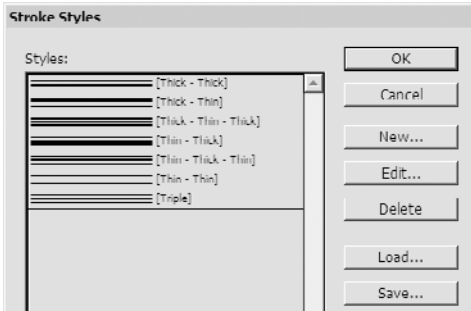 Stroke Styles
Styles:
[Thick - Thick]
[Thick - Thin]
[Thick - Thin - Thick]
[Thin - Thick]
[Thin - Thick - Thin]
[Thin - Thin]
[Triple]
OK
Cancel
New...
Edit...
Delete
Load...
Save...